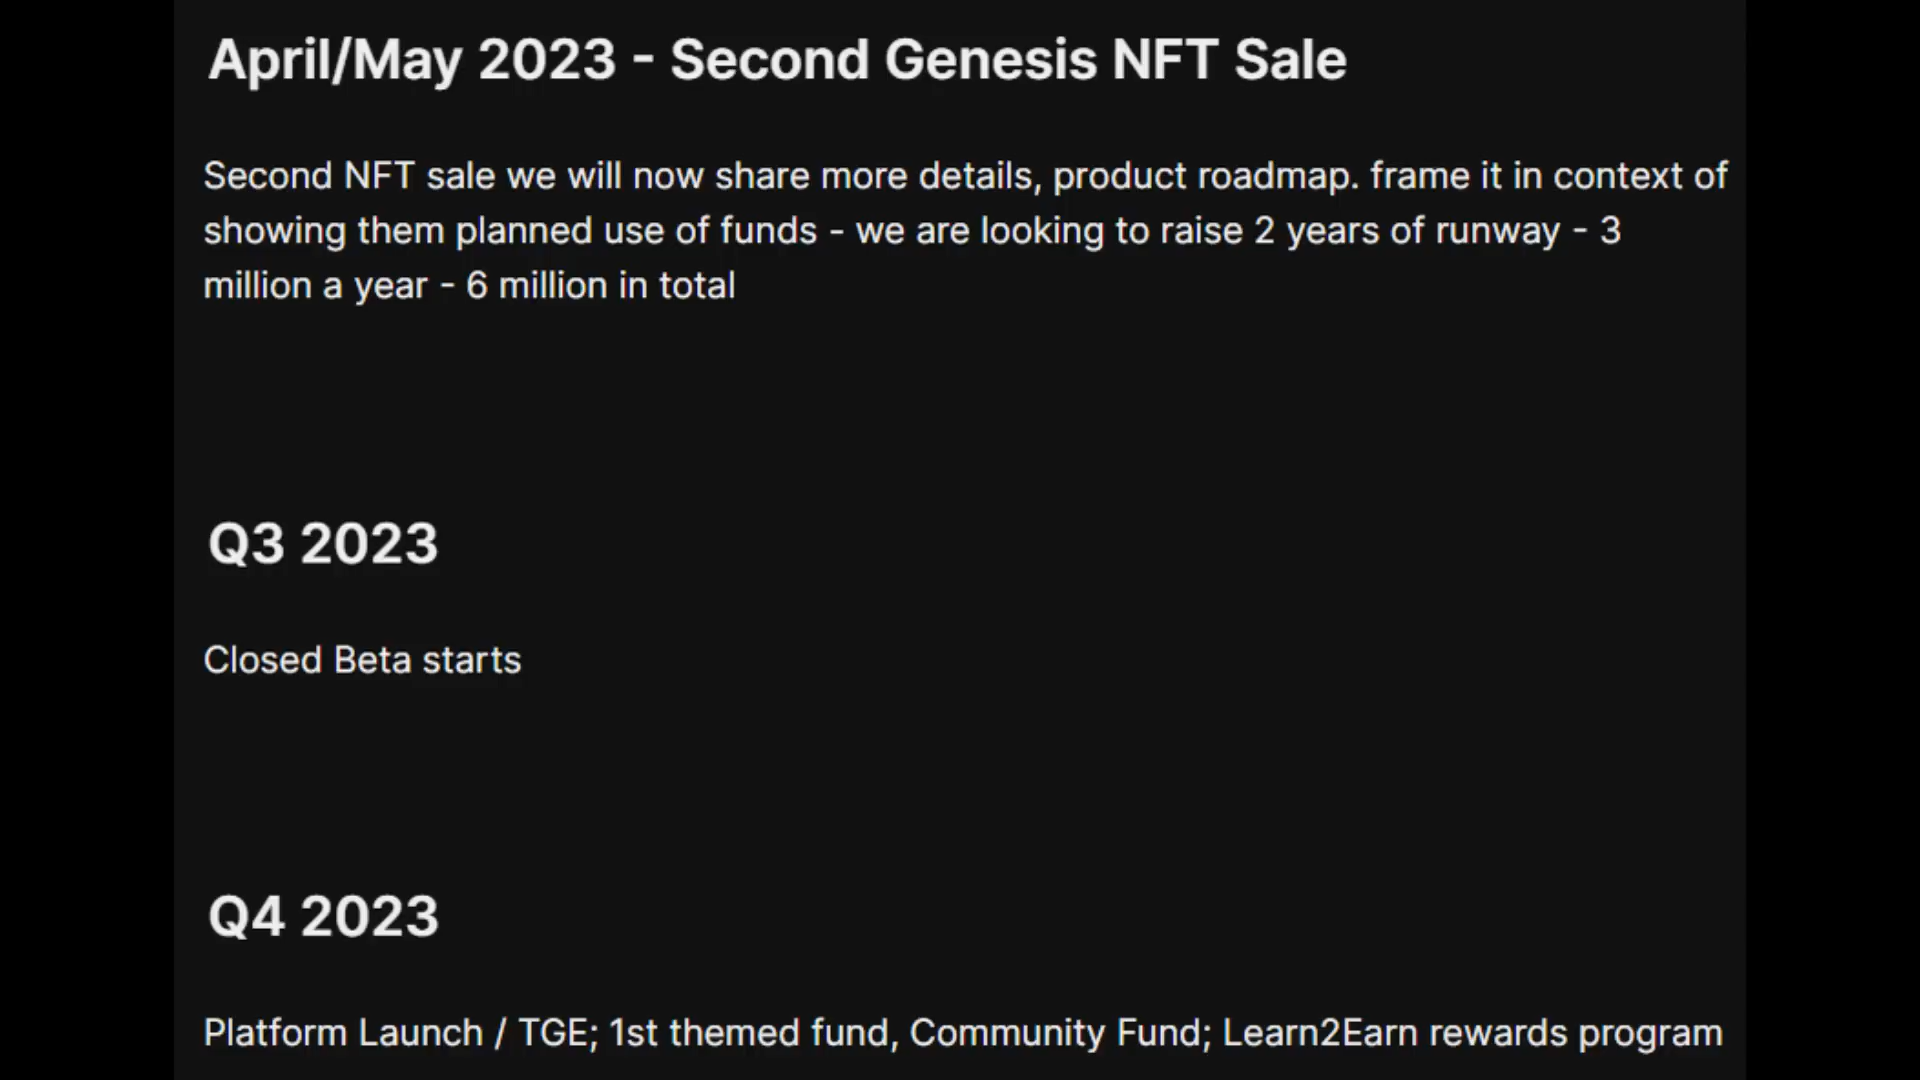 April/May 2023 - Second Genesis NFT Sale
Second NFT sale we will now share more details, product roadmap. frame it in context of
showing them planned use of funds - we are looking to raise 2 years of runway - 3
million a year - 6 million in total
Q3 2023
Closed Beta starts
Q4 2023
Platform Launch / TGE; 1st themed fund, Community Fund; Learn2Earn rewards program